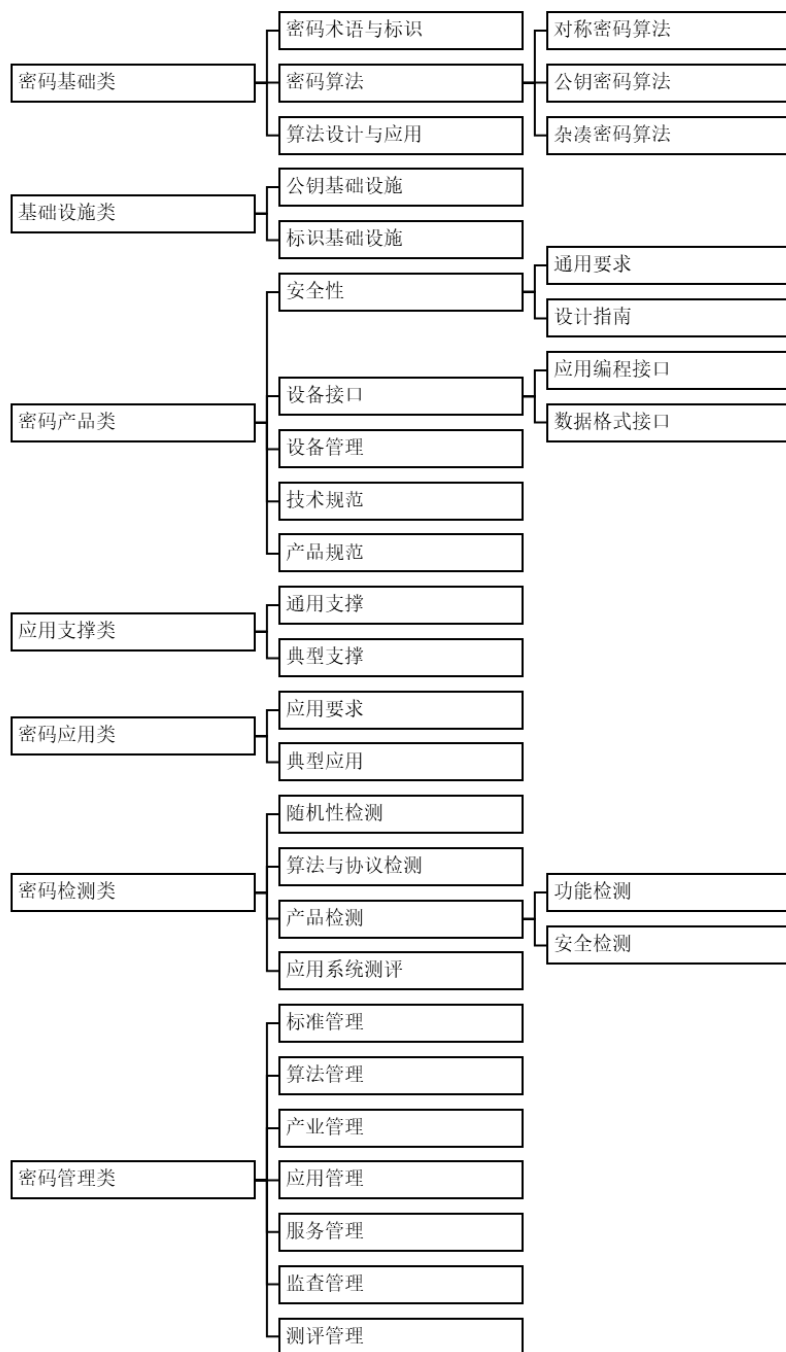 密码基础类
密码术语与标识
密码算法
对称密码算法
公钥密码算法
杂凑密码算法
算法设计与应用
基础设施类
公钥基础设施
标识基础设施
密码产品类
安全性
通用要求
设计指南
设备接口
应用编程接口
数据格式接口
设备管理
技术规范
产品规范
应用支撑类
通用支撑
典型支撑
密码应用类
应用要求
典型应用
密码检测类
随机性检测
算法与协议检测
产品检测
功能检测
安全检测
应用系统测评
密码管理类
标准管理
算法管理
产业管理
应用管理
服务管理
监查管理
测评管理